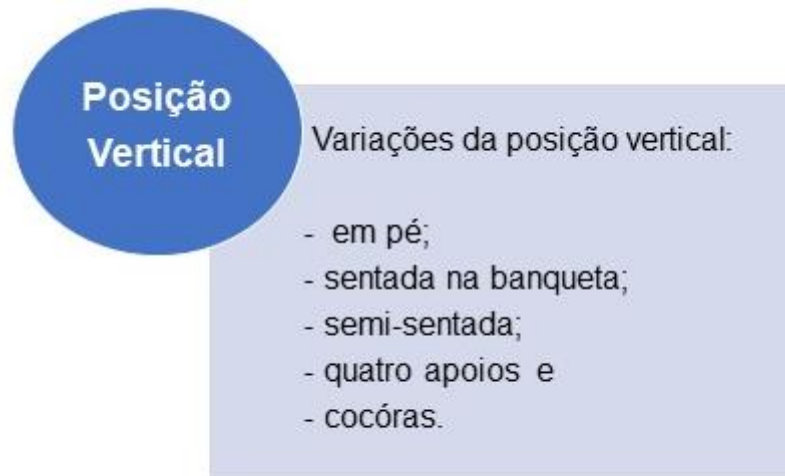 Posição
Vertical
Variações da posição vertical:
- em pé;
- sentada na banqueta;
- semi-sentada;
- quatro apoios e
- cocóras.